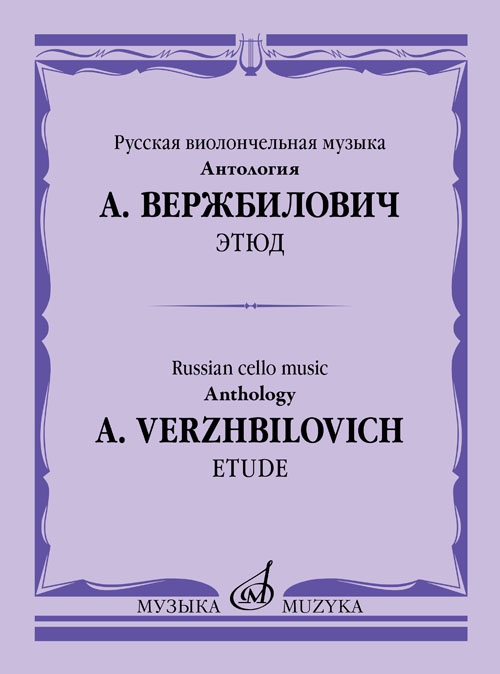 Русская виолончельная музыка
Антология
А. ВЕРЖБИЛОВИЧ
ЭТЮД
Russian cello music
Anthology
A. VERZHBILOVICH
ETUDE
МУЗЫКА MUZYKA